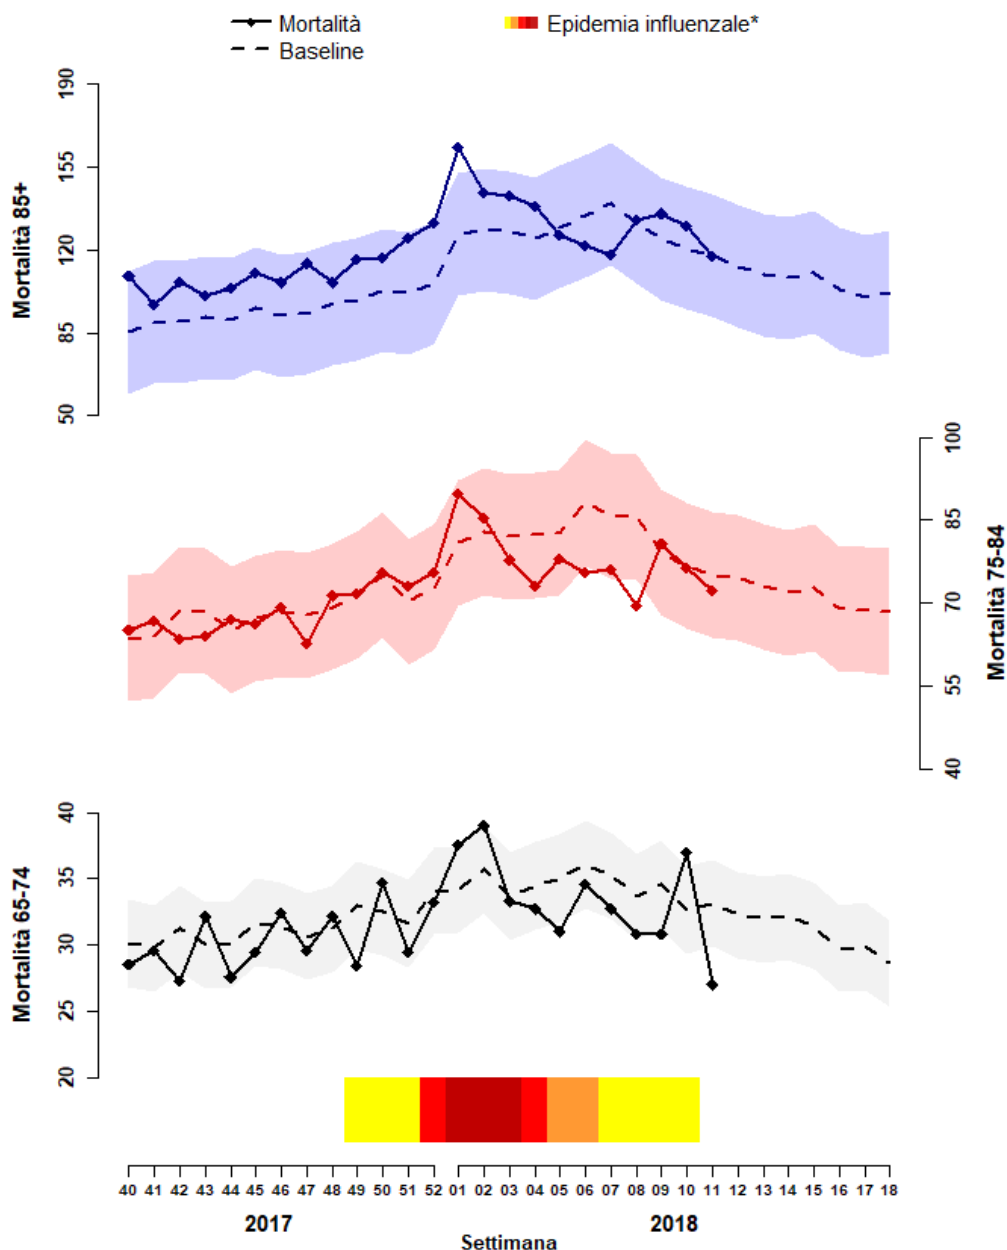 Mortalità
Epidemia influenzale*
Baseline
Mortalità 85+
190
155
120
85
50
Mortalità 75-84
100
85
70
55
40
Mortalità 65-74
40
35
30
25
20
40 41 42 43 44 45 46 47 48 49 50 51 52 01 02 03 04 05 06 07 08 09 10 11 12 13 14 15 16 17 18
2017 2018
Settimana